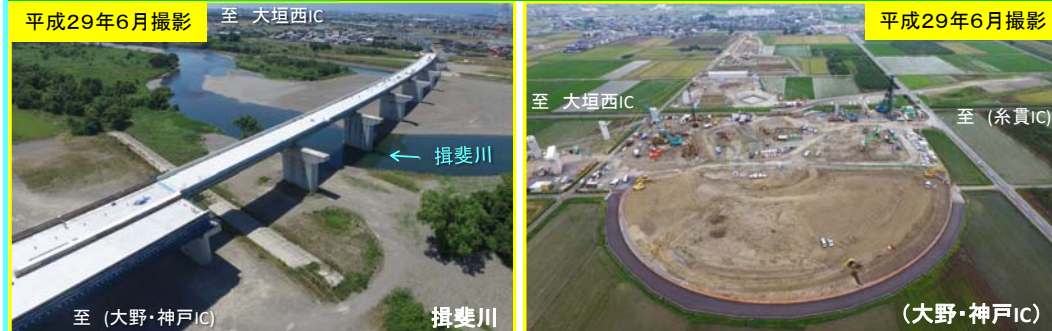 平成29年6月撮影
至 大垣西IC
← 揖斐川
至 (大野・神戸IC)
揖斐川
平成29年6月撮影
至 大垣西IC
至 (糸貫IC)
(大野・神戸IC)